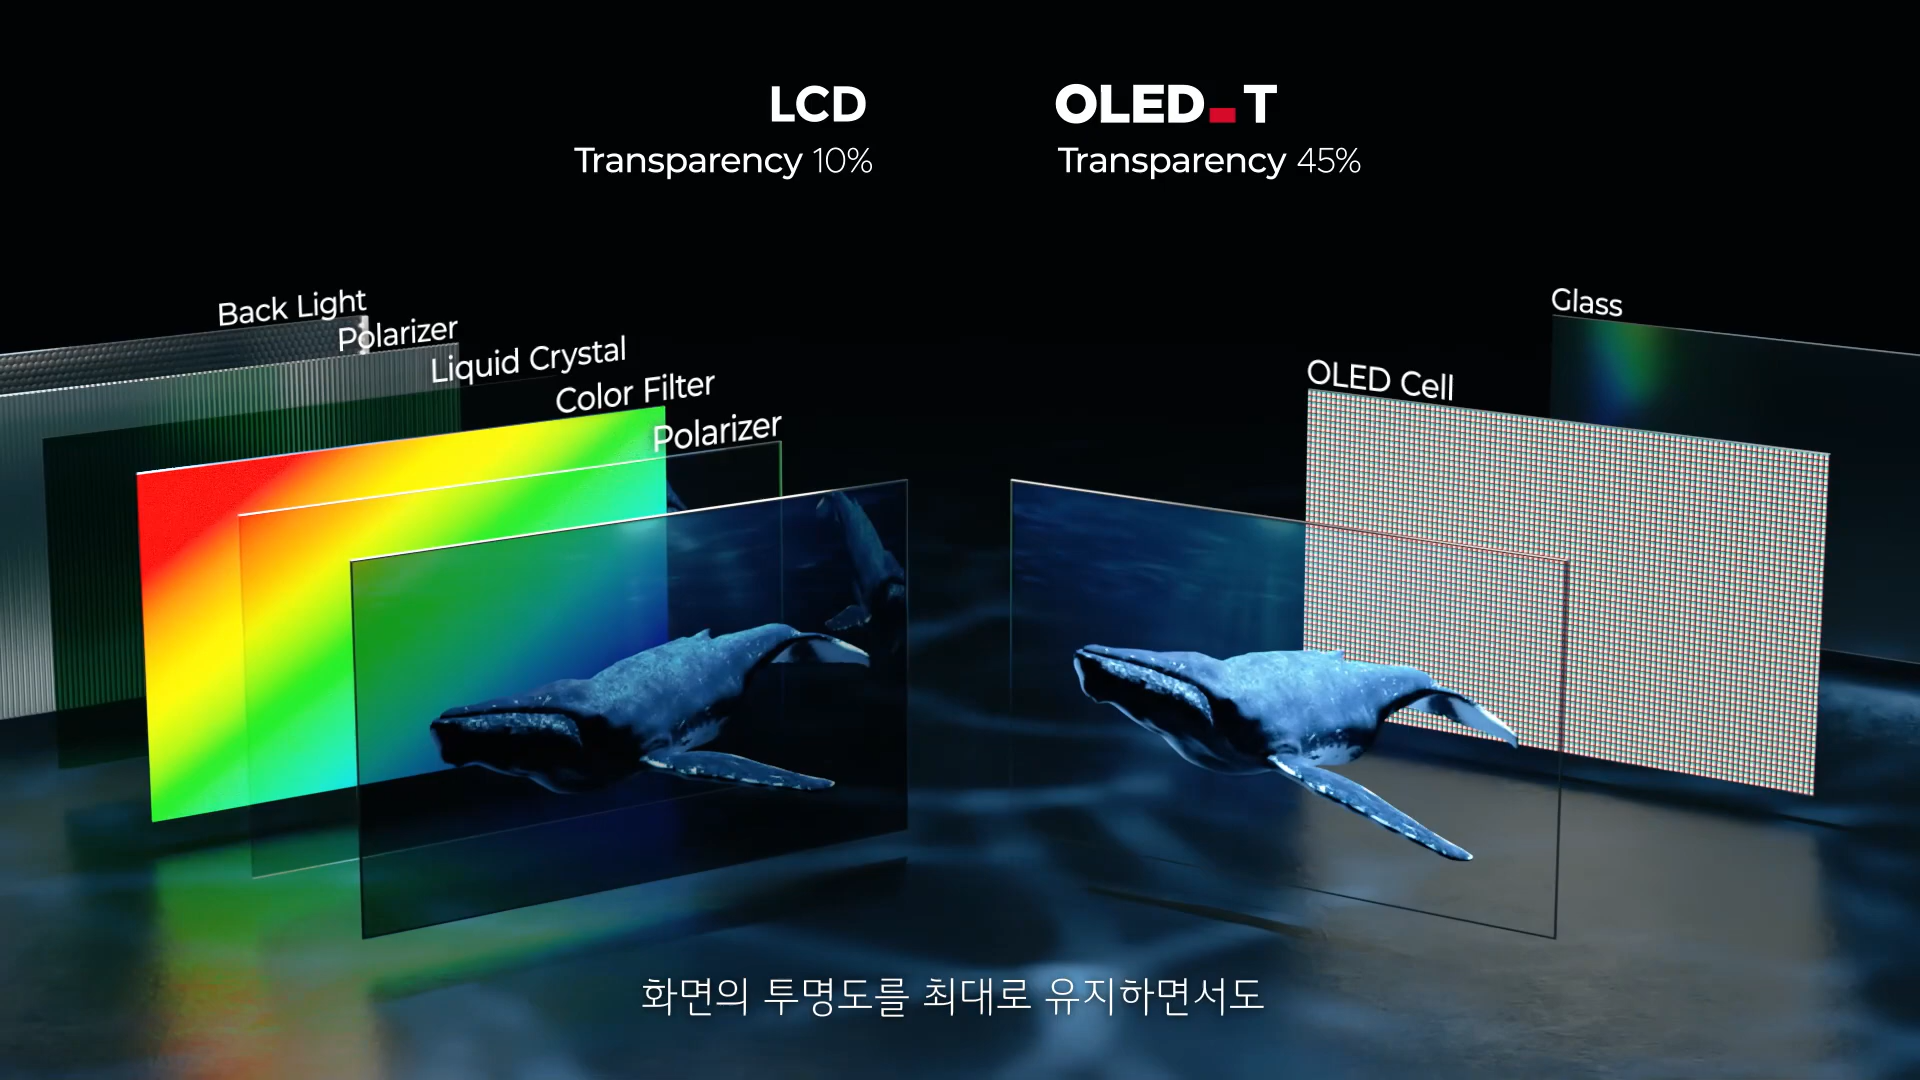 LCD
Transparency 10%
OLED_T
Transparency 45%
Back Light
Polarizer
Liquid Crystal
Color Filter
Polarizer
Glass
OLED Cell
화면의 투명도를 최대로 유지하면서도